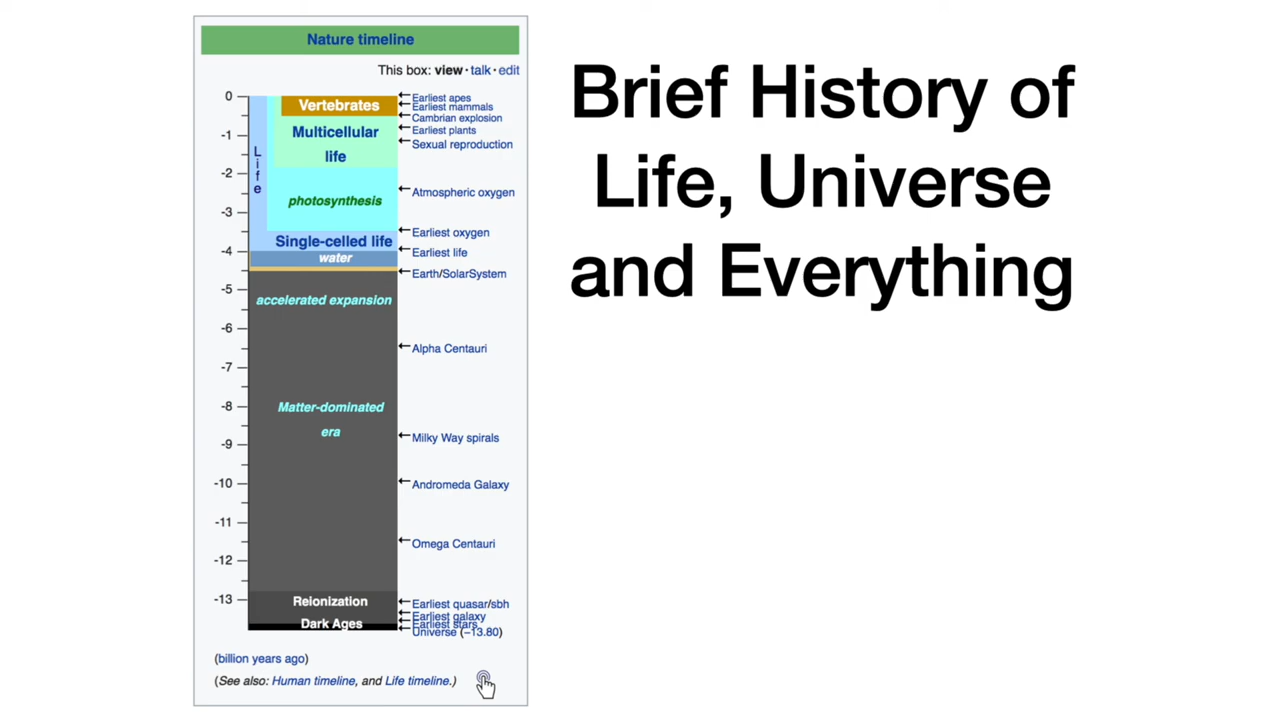 Nature timeline
This box: view · talk · edit
0
Vertebrates
Earliest apes
Earliest mammals
Cambrian explosion
-1
Multicellular
life
Earliest plants
Sexual reproduction
Life
-2
photosynthesis
Atmospheric oxygen
-3
Earliest oxygen
Single-celled life
-4
water
Earliest life
Earth/SolarSystem
-5
accelerated expansion
-6
Alpha Centauri
-7
-8
Matter-dominated
era
-9
Milky Way spirals
-10
Andromeda Galaxy
-11
Omega Centauri
-12
-13
Reionization
Earliest quasar/sbh
Earliest galaxy
Dark Ages
Earliest stars
Universe (−13.80)
(billion years ago)
(See also: Human timeline, and Life timeline.)
Brief History of
Life, Universe
and Everything